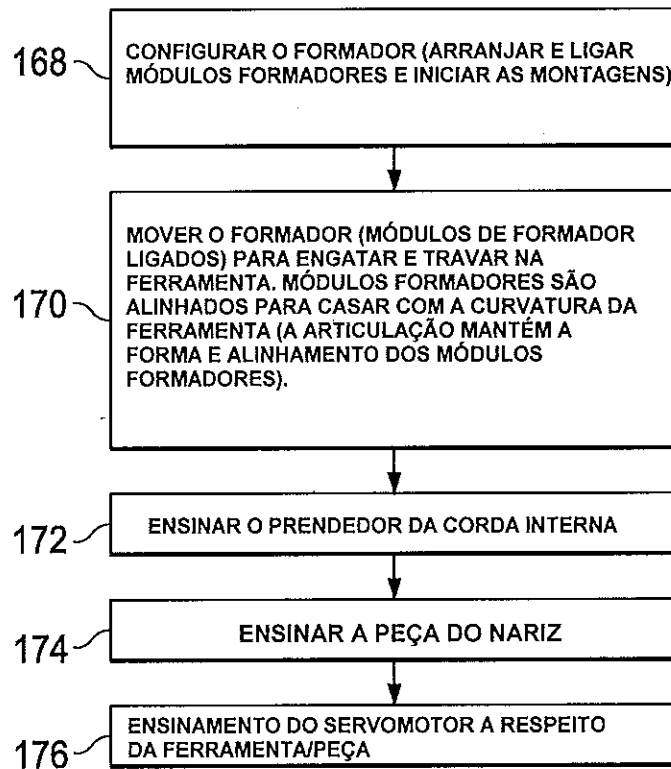 168
CONFIGURAR O FORMADOR (ARRANJAR E LIGAR
MÓDULOS FORMADORES E INICIAR AS MONTAGENS)
170
MOVER O FORMADOR (MÓDULOS DE FORMADOR
LIGADOS) PARA ENGATAR E TRAVAR NA
FERRAMENTA. MÓDULOS FORMADORES SÃO
ALINHADOS PARA CASAR COM A CURVATURA DA
FERRAMENTA (A ARTICULAÇÃO MANTÉM A
FORMA E ALINHAMENTO DOS MÓDULOS
FORMADORES).
172
ENSINAR O PRENDEDOR DA CORDA INTERNA
174
ENSINAR A PEÇA DO NARIZ
176
ENSINAMENTO DO SERVOMOTOR A RESPEITO
DA FERRAMENTA/PEÇA